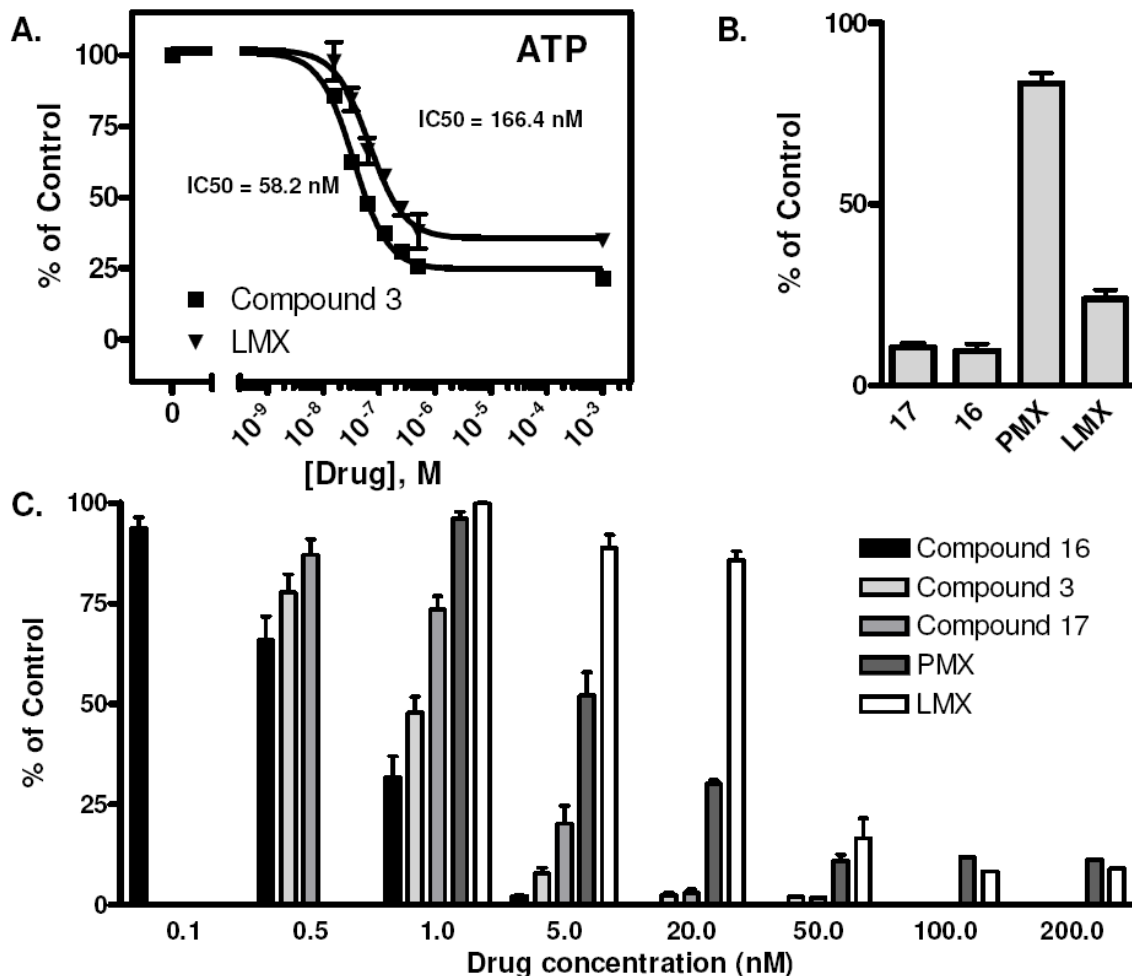 A.
ATP
% of Control
100
75
50
25
0
IC50 = 166.4 nM
IC50 = 58.2 nM
Compound 3
LMX
0
10-9
10-8
10-7
10-6
10-5
10-4
10-3
[Drug], M
B.
% of Control
100
50
0
17
16
PMX
LMX
C.
% of Control
100
75
50
25
0
Compound 16
Compound 3
Compound 17
PMX
LMX
0.1 0.5 1.0 5.0 20.0 50.0 100.0 200.0
Drug concentration (nM)